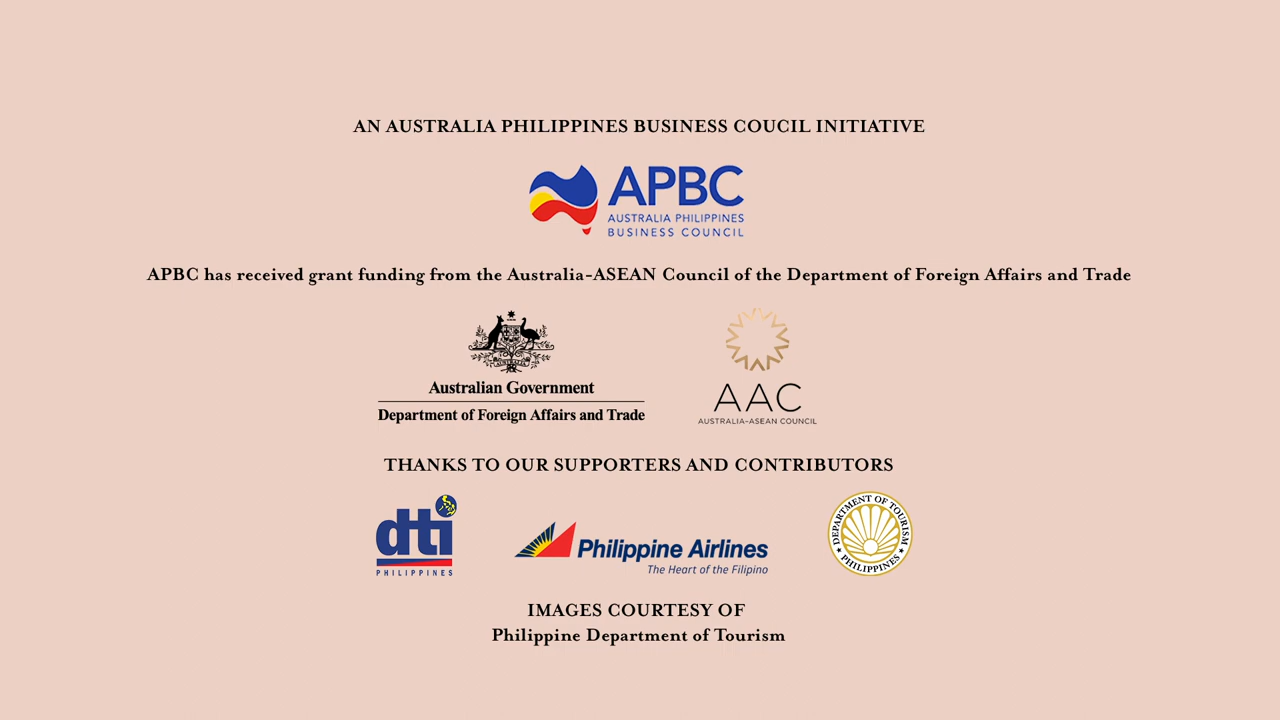 AN AUSTRALIA PHILIPPINES BUSINESS COUCIL INITIATIVE
APBC
AUSTRALIA PHILIPPINES
BUSINESS COUNCIL
APBC has received grant funding from the Australia-ASEAN Council of the Department of Foreign Affairs and Trade
Australian Government
Department of Foreign Affairs and Trade
AAC
AUSTRALIA-ASEAN COUNCIL
THANKS TO OUR SUPPORTERS AND CONTRIBUTORS
dti
PHILIPPINES
Philippine Airlines
The Heart of the Filipino
DEPARTMENT OF TOURISM
PHILIPPINES
IMAGES COURTESY OF
Philippine Department of Tourism